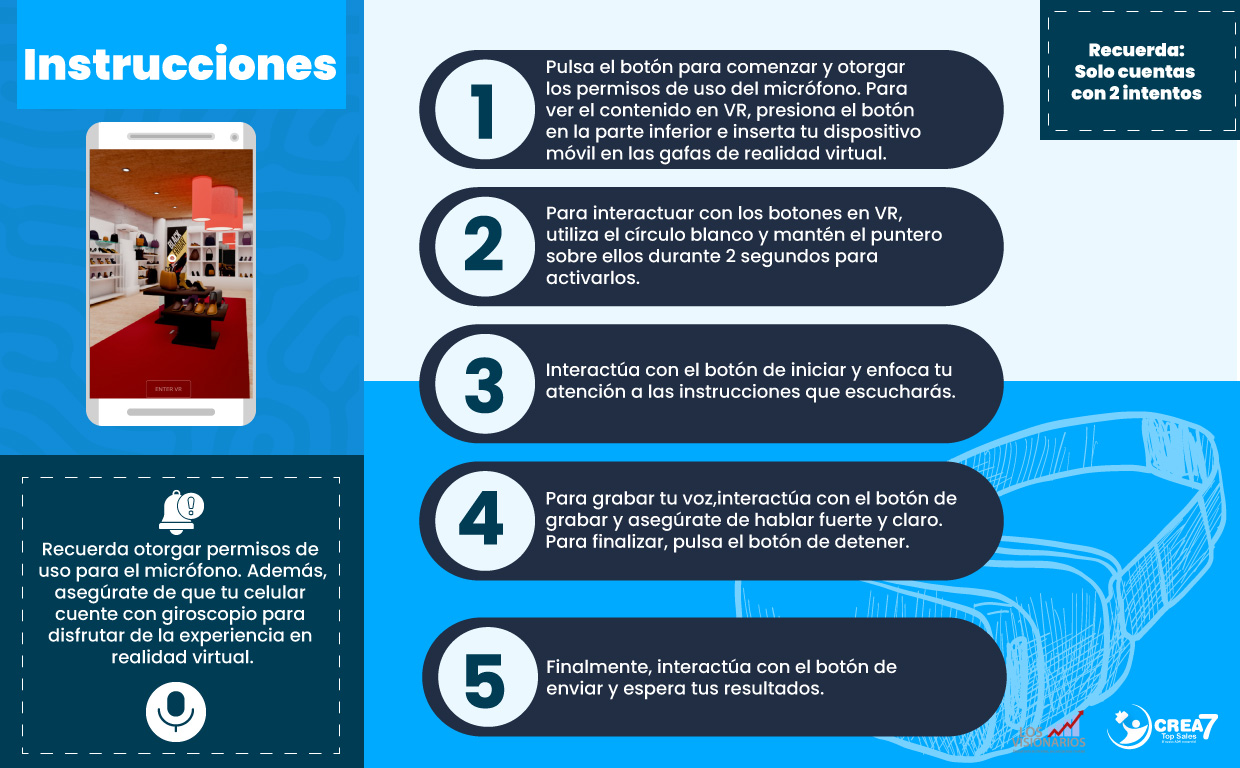 Instrucciones
BLACK
FRIDAY
ENTER VR
Recuerda otorgar permisos de
uso para el micrófono. Además,
asegúrate de que tu celular
cuente con giroscopio para
disfrutar de la experiencia en
realidad virtual.
1
Pulsa el botón para comenzar y otorgar
los permisos de uso del micrófono. Para
ver el contenido en VR, presiona el botón
en la parte inferior e inserta tu dispositivo
móvil en las gafas de realidad virtual.
2
Para interactuar con los botones en VR,
utiliza el círculo blanco y mantén el puntero
sobre ellos durante 2 segundos para
activarlos.
3
Interactúa con el botón de iniciar y enfoca tu
atención a las instrucciones que escucharás.
4
Para grabar tu voz,interactúa con el botón de
grabar y asegúrate de hablar fuerte y claro.
Para finalizar, pulsa el botón de detener.
5
Finalmente, interactúa con el botón de
enviar y espera tus resultados.
Recuerda:
Solo cuentas
con 2 intentos
LOS
VISIONARIOS
CREA7
Top Sales